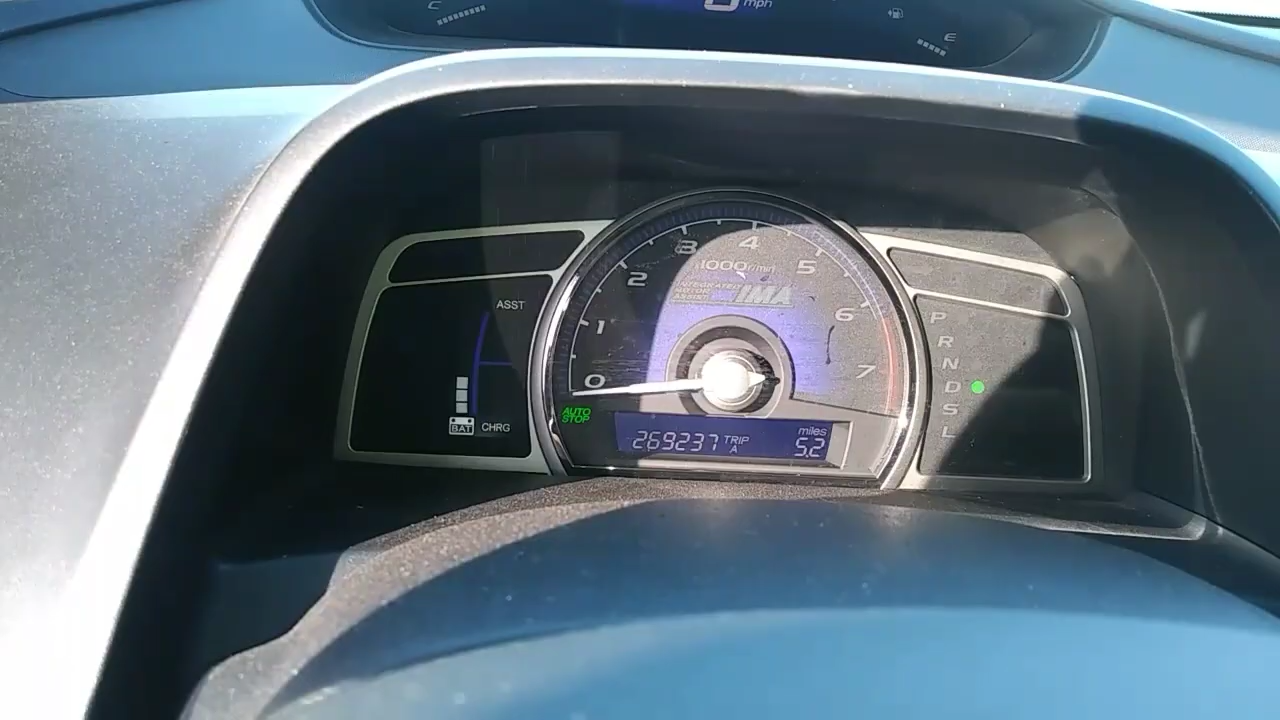 C
0 mph
E
ASST
BAT
CHRG
0
1
2
3
4
5
6
7
x1000r/min
INTEGRATED
MOTOR
ASSIST
IMA
AUTO
STOP
269237 TRIP A miles 5.2
P
R
N
D
S
L